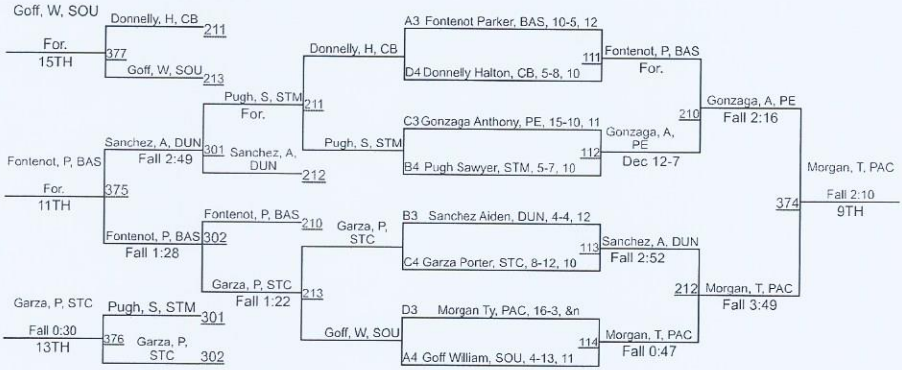 Goff, W, SOU
For.
15TH
Donnelly, H, CB
211
377
Goff, W, SOU
213
Fontenot, P, BAS
For.
11TH
Sanchez, A, DUN
Fall 2:49
375
Fontenot, P, BAS
Fall 1:28
Pugh, S, STM
For.
301
Sanchez, A,
DUN
212
Fontenot, P, BAS
210
302
Garza, P, STC
Fall 1:22
Garza, P, STC
Fall 0:30
13TH
Pugh, S, STM
301
376
Garza, P,
STC
302
Donnelly, H, CB
211
Pugh, S, STM
Garza, P,
STC
213
Goff, W, SOU
A3 Fontenot Parker, BAS, 10-5, 12
111
D4 Donnelly Halton, CB, 5-8, 10
C3 Gonzaga Anthony, PE, 15-10, 11
112
B4 Pugh Sawyer, STM, 5-7, 10
B3 Sanchez Aiden, DUN, 4-4, 12
113
C4 Garza Porter, STC, 8-12, 10
D3 Morgan Ty, PAC, 16-3, &n
114
A4 Goff William, SOU, 4-13, 11
Fontenot, P, BAS
For.
210
Gonzaga, A,
PE
Dec 12-7
Sanchez, A, DUN
Fall 2:52
212
Morgan, T, PAC
Fall 0:47
Gonzaga, A, PE
Fall 2:16
374
Morgan, T, PAC
Fall 3:49
Morgan, T, PAC
Fall 2:10
9TH